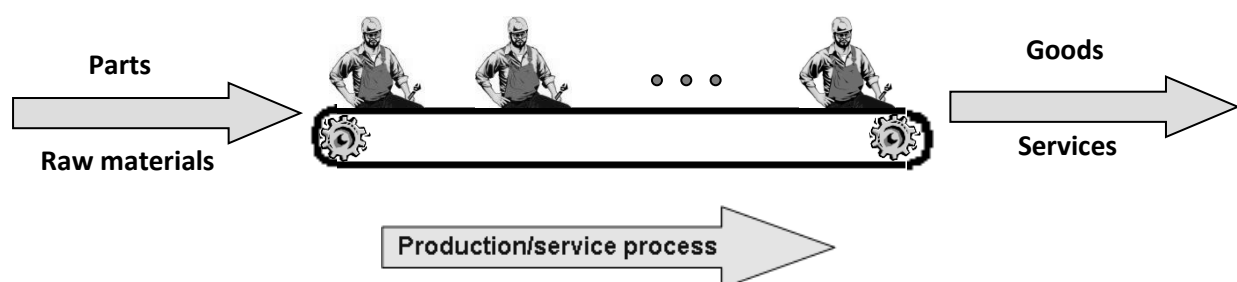 Parts
Raw materials
Goods
Services
Production/service process